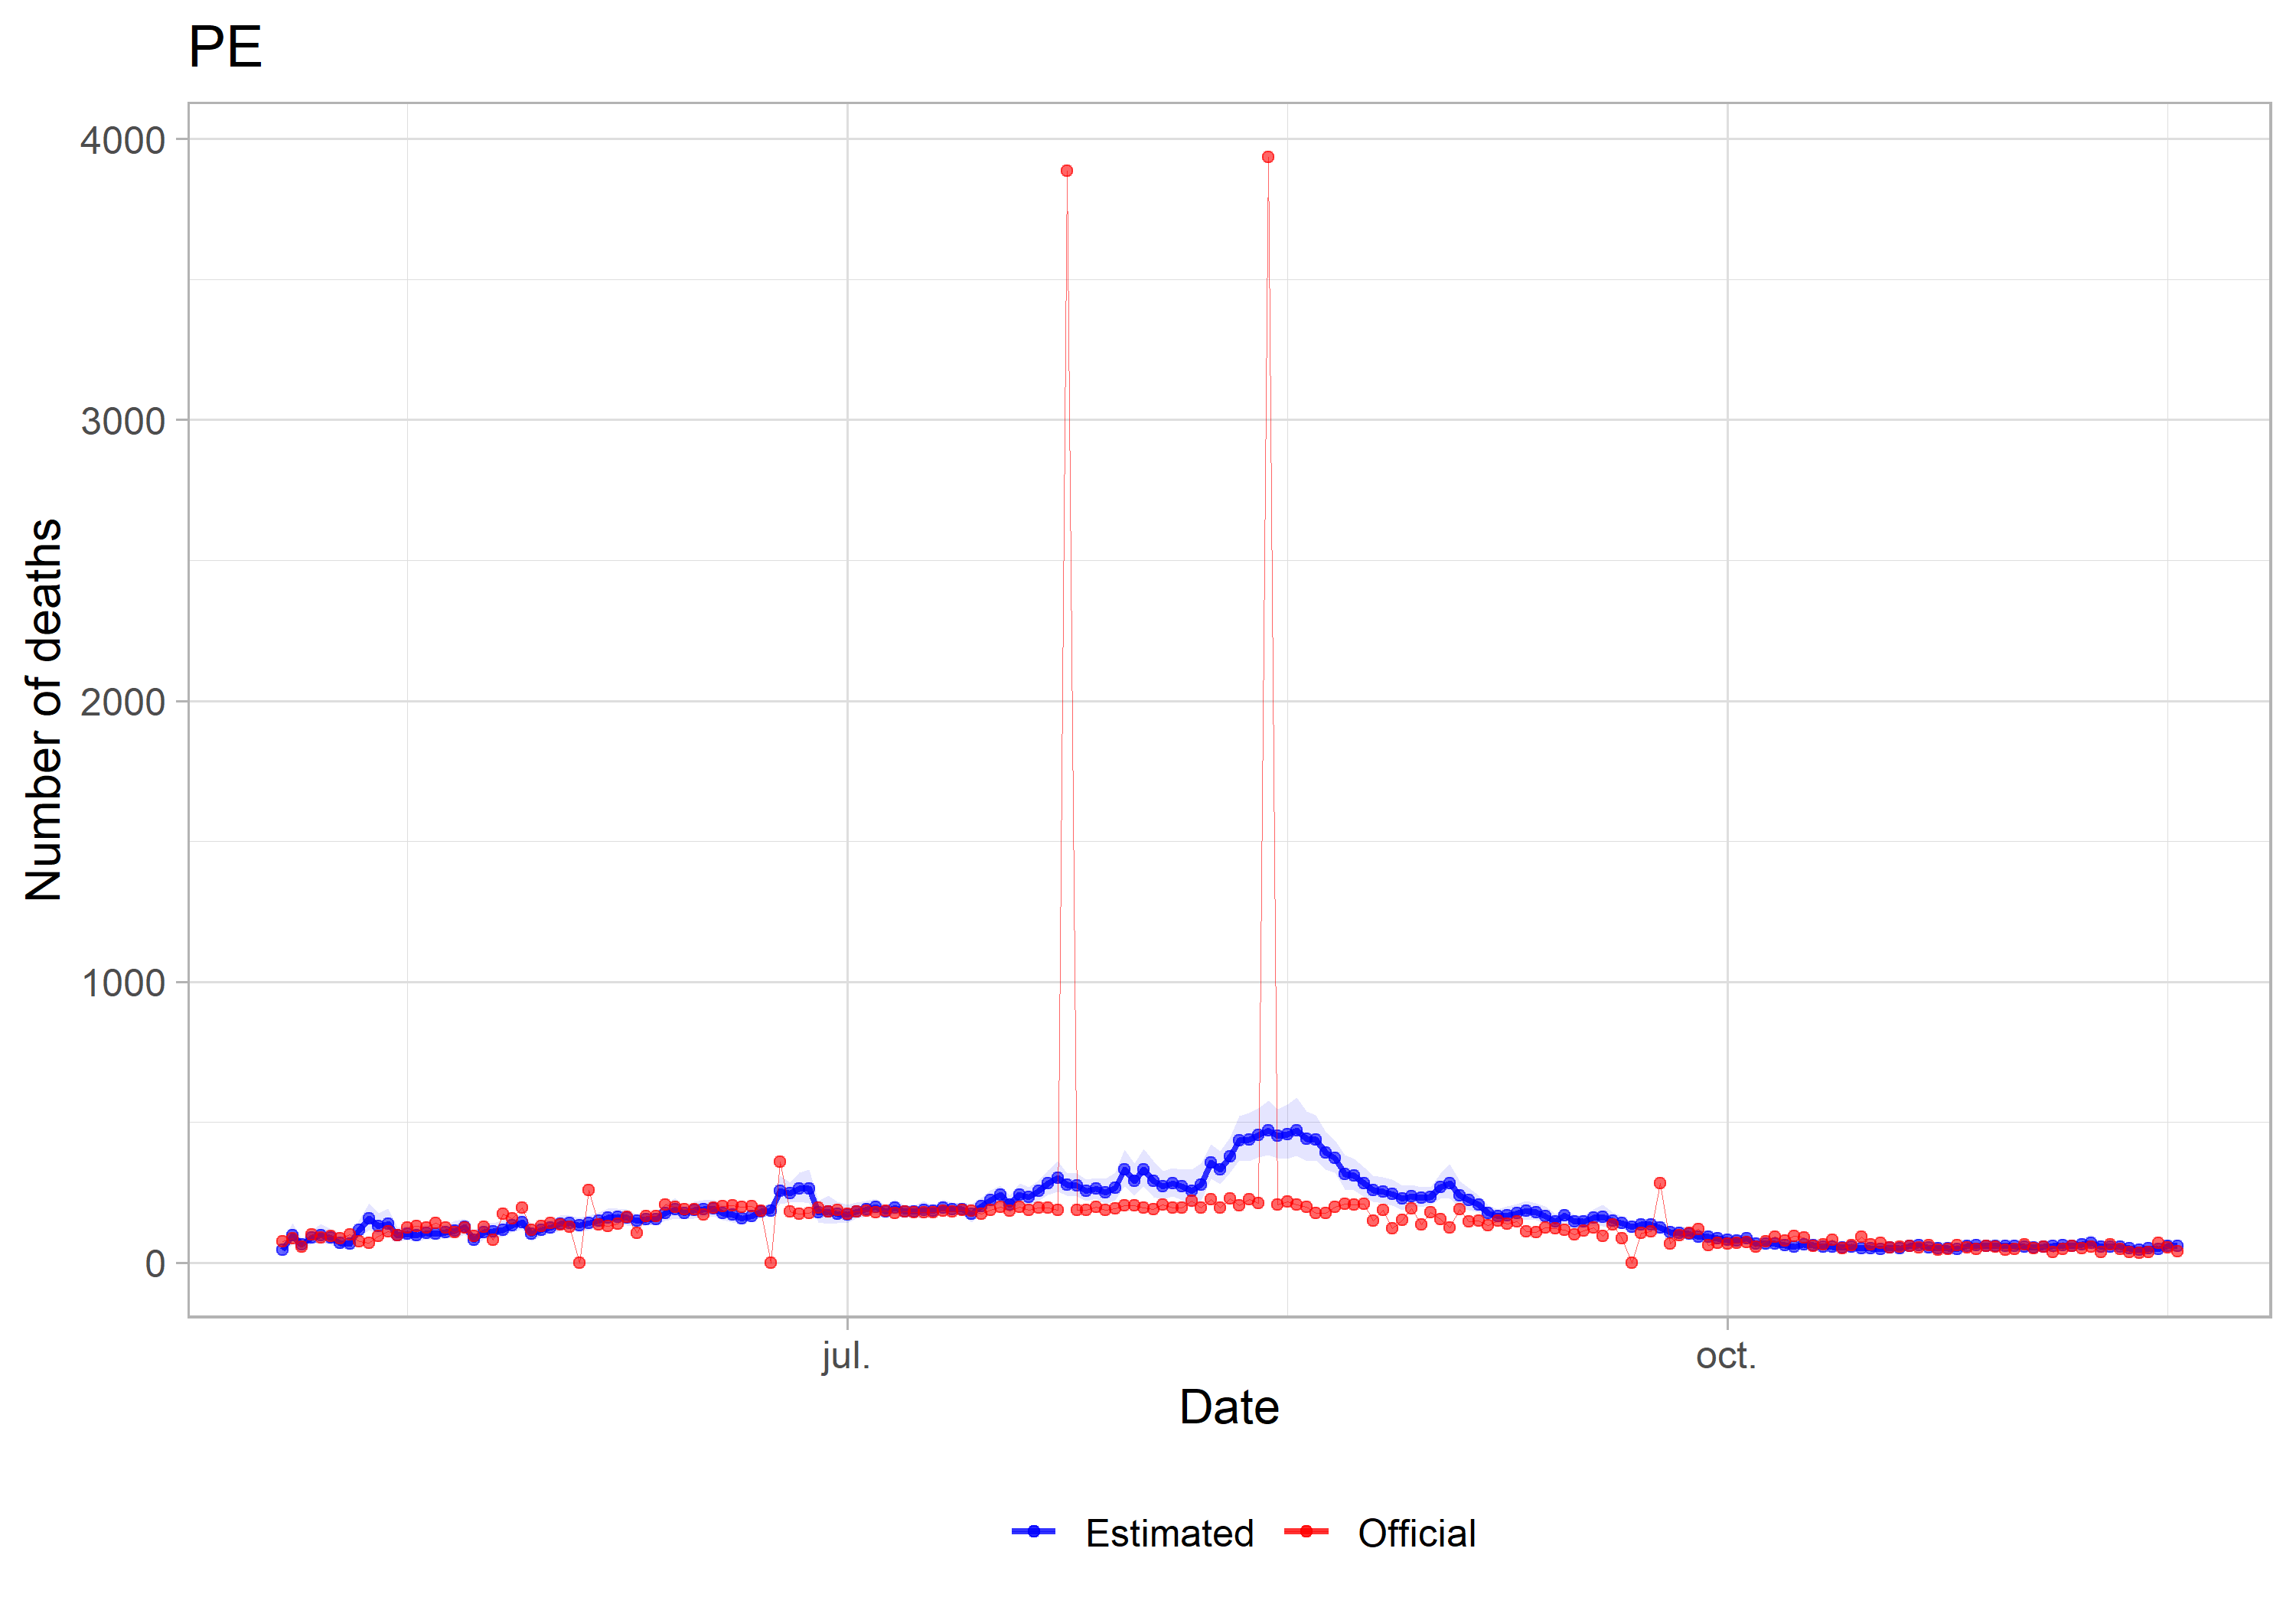 PE
4000
3000
2000
1000
0
Number of deaths
jul.
oct.
Date
Estimated
Official